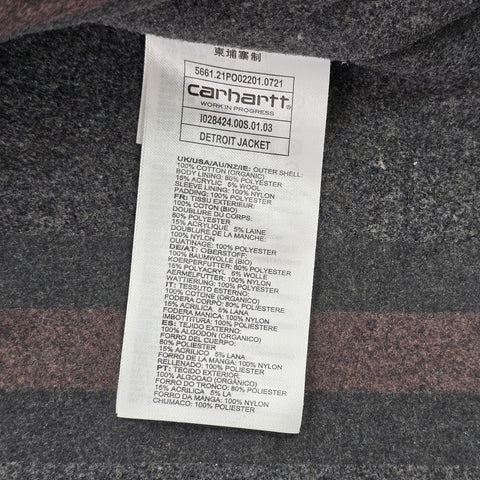 柬埔寨制
5661.21PO02201.0721
carhartt
WORK IN PROGRESS
I028424.00S.01.03
DETROIT JACKET
UK/USA/AU/NZ/IE: OUTER SHELL:
100% COTTON (ORGANIC)
BODY LINING: 80% POLYESTER
15% ACRYLIC 5% WOOL
SLEEVE LINING: 100% NYLON
PADDING: 100% POLYESTER
FR: TISSU EXTERIEUR:
100% COTON (BIO)
DOUBLURE DU CORPS:
80% POLYESTER
15% ACRYLIQUE 5% LAINE
DOUBLURE DE LA MANCHE:
100% NYLON
OUATINAGE: 100% POLYESTER
DE/AT: OBERSTOFF:
100% BAUMWOLLE (BIO)
KOERPERFUTTER: 80% POLYESTER
15% POLYACRYL 5% WOLLE
AERMELFUTTER: 100% NYLON
WATTIERUNG: 100% POLYESTER
IT: TESSUTO ESTERNO:
100% COTONE (ORGANICO)
FODERA CORPO: 80% POLIESTERE
15% ACRILICA 5% LANA
FODERA MANICA: 100% NYLON
IMBOTTITURA: 100% POLIESTERE
ES: TEJIDO EXTERNO:
100% ALGODON (ORGANICO)
FORRO DEL CUERPO:
80% POLIESTER
15% ACRILICO 5% LANA
FORRO DE LA MANGA: 100% NYLON
RELLENO: 100% POLIESTER
PT: TECIDO EXTERIOR:
100% ALGODAO (ORGÂNICO)
FORRO DO TRONCO: 80% POLIÉSTER
15% ACRÍLICO 5% LÃ
FORRO DA MANGA: 100% NYLON
CHUMACO: 100% POLIESTER